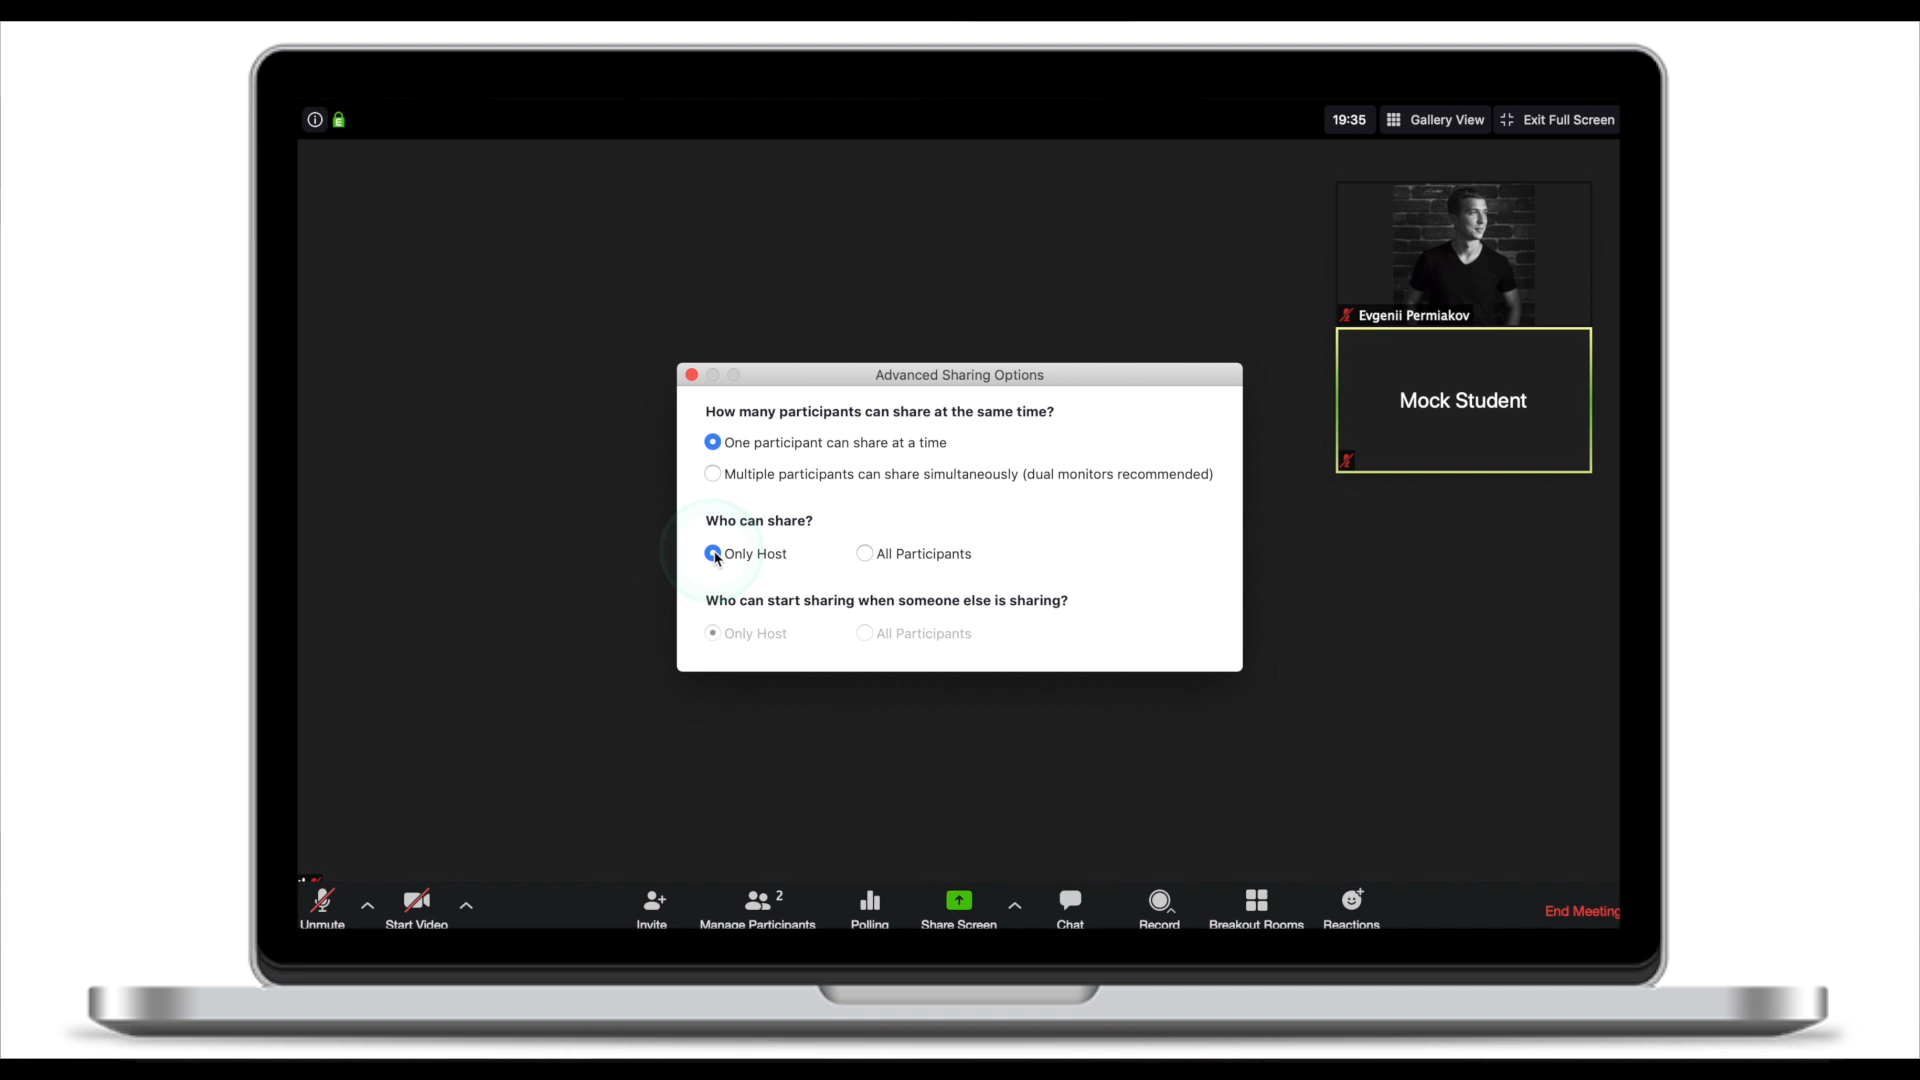 19:35 Gallery View Exit Full Screen
Evgenii Permiakov
Mock Student
Advanced Sharing Options
How many participants can share at the same time?
One participant can share at a time
Multiple participants can share simultaneously (dual monitors recommended)
Who can share?
Only Host All Participants
Who can start sharing when someone else is sharing?
Only Host All Participants
2
Unmute Start Video Invite Manage Participants Polling Share Screen Chat Record Breakout Rooms Reactions End Meeting